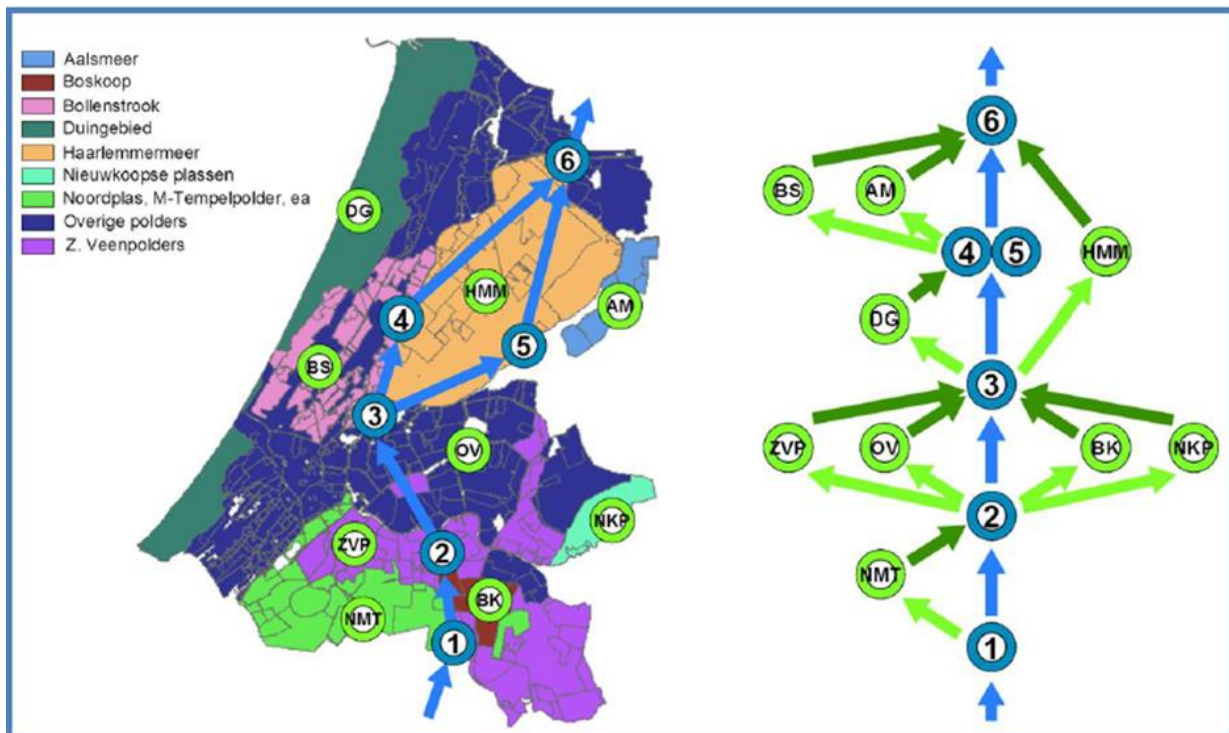 Aalsmeer
Boskoop
Bollenstrook
Duingebied
Haarlemmermeer
Nieuwkoopse plassen
Noordplas, M-Tempelpolder, ea
Overige polders
Z. Veenpolders
DG
6
HMM
AM
4
5
BS
3
OV
NKP
ZVP
2
BK
NMT
1
6
BS
AM
4
5
HMM
DG
3
ZVP
OV
BK
NKP
2
NMT
1